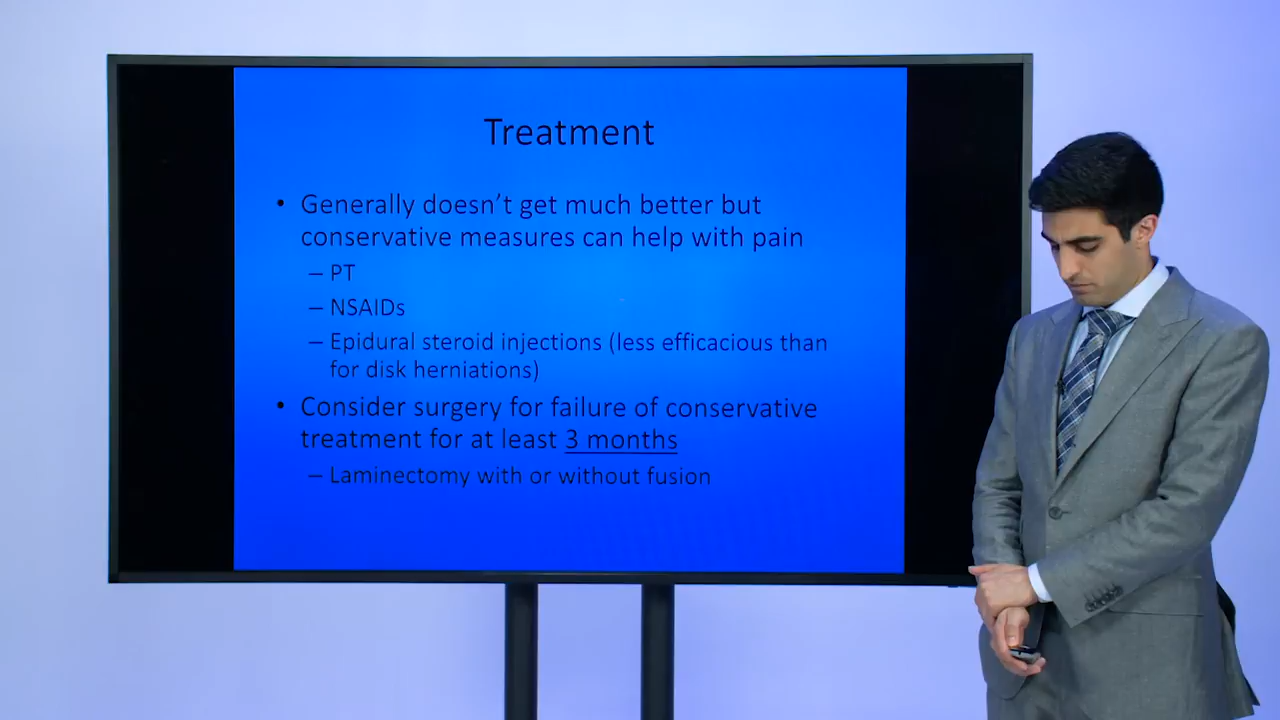 Treatment
• Generally doesn't get much better but
conservative measures can help with pain
– PT
– NSAIDs
– Epidural steroid injections (less efficacious than
for disk herniations)
• Consider surgery for failure of conservative
treatment for at least 3 months
– Laminectomy with or without fusion